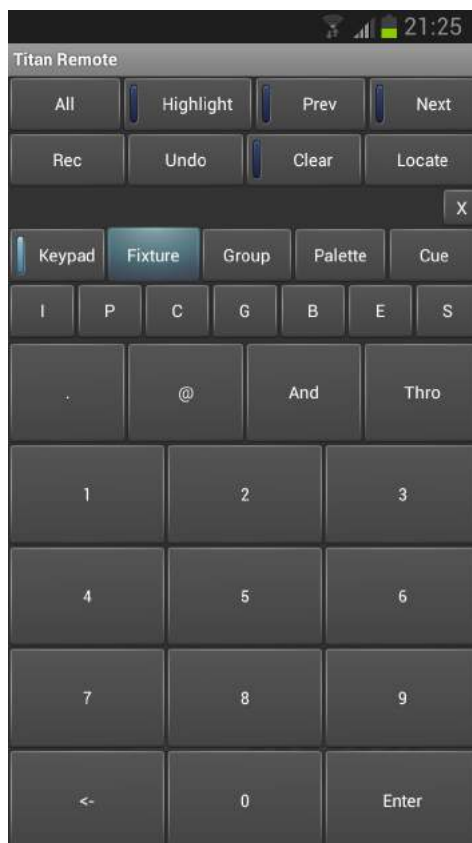 21:25
Titan Remote
All Highlight Prev Next
Rec Undo Clear Locate
X
Keypad Fixture Group Palette Cue
I P C G B E S
. @ And Thro
1 2 3
4 5 6
7 8 9
<- 0 Enter